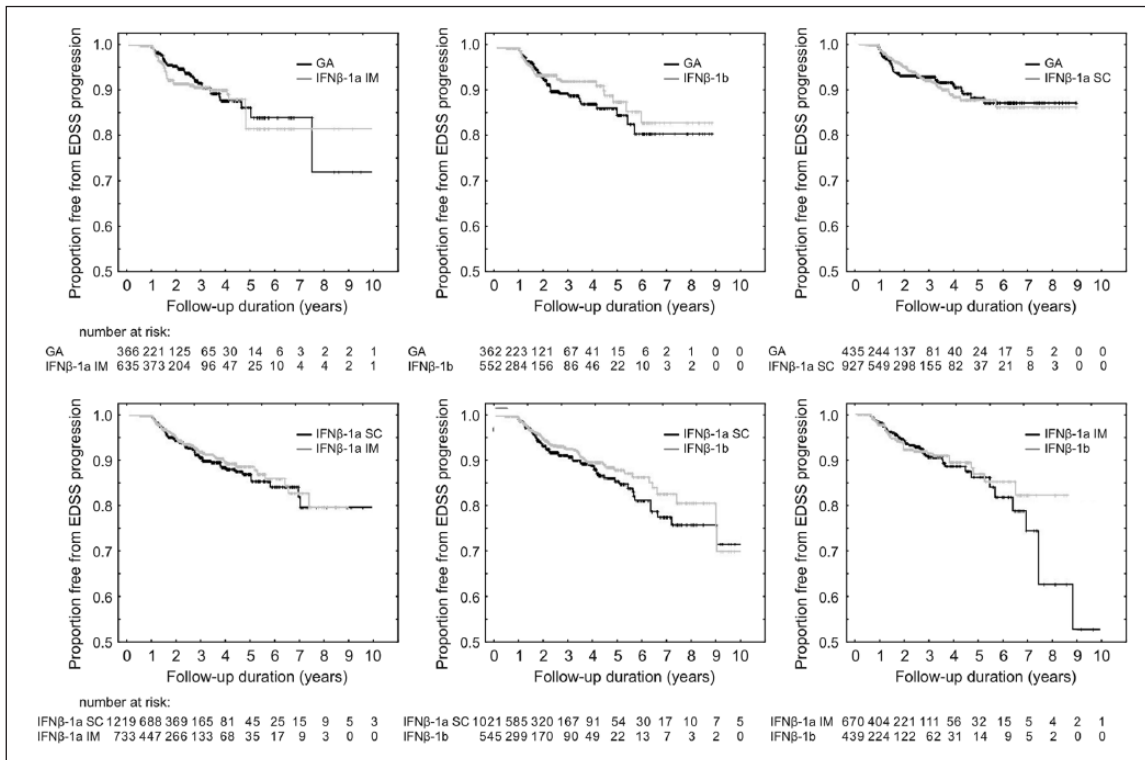 Proportion free from EDSS progression
1.0
0.9
0.8
0.7
0.6
0.5
GA
IFNβ-1a IM
0 1 2 3 4 5 6 7 8 9 10
Follow-up duration (years)
Proportion free from EDSS progression
1.0
0.9
0.8
0.7
0.6
0.5
GA
IFNβ-1b
0 1 2 3 4 5 6 7 8 9 10
Follow-up duration (years)
Proportion free from EDSS progression
1.0
0.9
0.8
0.7
0.6
0.5
GA
IFNβ-1a SC
0 1 2 3 4 5 6 7 8 9 10
Follow-up duration (years)
number at risk:
GA 366 221 125 65 30 14 6 3 2 2 1
IFNβ-1a IM 635 373 204 96 47 25 10 4 4 2 1
GA 362 223 121 67 41 15 6 2 1 0 0
IFNβ-1b 552 284 156 86 46 22 10 3 2 0 0
GA 435 244 137 81 40 24 17 5 2 0 0
IFNβ-1a SC 927 549 298 155 82 37 21 8 3 0 0
Proportion free from EDSS progression
1.0
0.9
0.8
0.7
0.6
0.5
IFNβ-1a SC
IFNβ-1a IM
0 1 2 3 4 5 6 7 8 9 10
Follow-up duration (years)
Proportion free from EDSS progression
1.0
0.9
0.8
0.7
0.6
0.5
IFNβ-1a SC
IFNβ-1b
0 1 2 3 4 5 6 7 8 9 10
Follow-up duration (years)
Proportion free from EDSS progression
1.0
0.9
0.8
0.7
0.6
0.5
IFNβ-1a IM
IFNβ-1b
0 1 2 3 4 5 6 7 8 9 10
Follow-up duration (years)
number at risk:
IFNβ-1a SC 1219 688 369 165 81 45 25 15 9 5 3
IFNβ-1a IM 733 447 266 133 68 35 17 9 3 0 0
IFNβ-1a SC 1021 585 320 167 91 54 30 17 10 7 5
IFNβ-1b 545 299 170 90 49 22 13 7 3 2 0
IFNβ-1a IM 670 404 221 111 56 32 15 5 4 2 1
IFNβ-1b 439 224 122 62 31 14 9 5 2 0 0